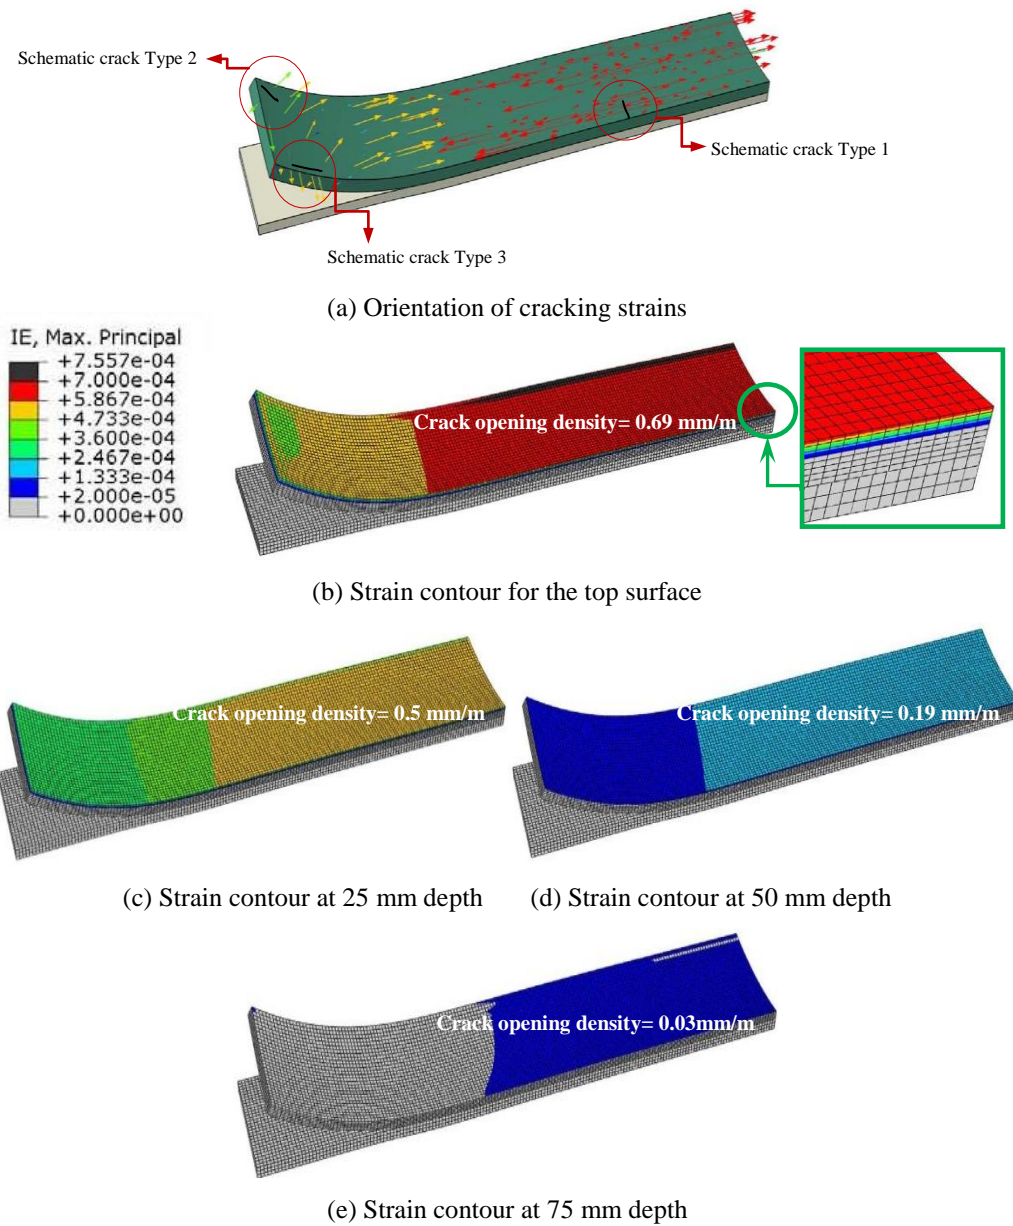 Schematic crack Type 2
Schematic crack Type 1
Schematic crack Type 3
(a) Orientation of cracking strains
IE, Max. Principal
+7.557e-04
+7.000e-04
+5.867e-04
+4.733e-04
+3.600e-04
+2.467e-04
+1.333e-04
+2.000e-05
+0.000e+00
Crack opening density= 0.69 mm/m
(b) Strain contour for the top surface
Crack opening density= 0.5 mm/m
Crack opening density= 0.19 mm/m
(c) Strain contour at 25 mm depth
(d) Strain contour at 50 mm depth
Crack opening density= 0.03mm/m
(e) Strain contour at 75 mm depth